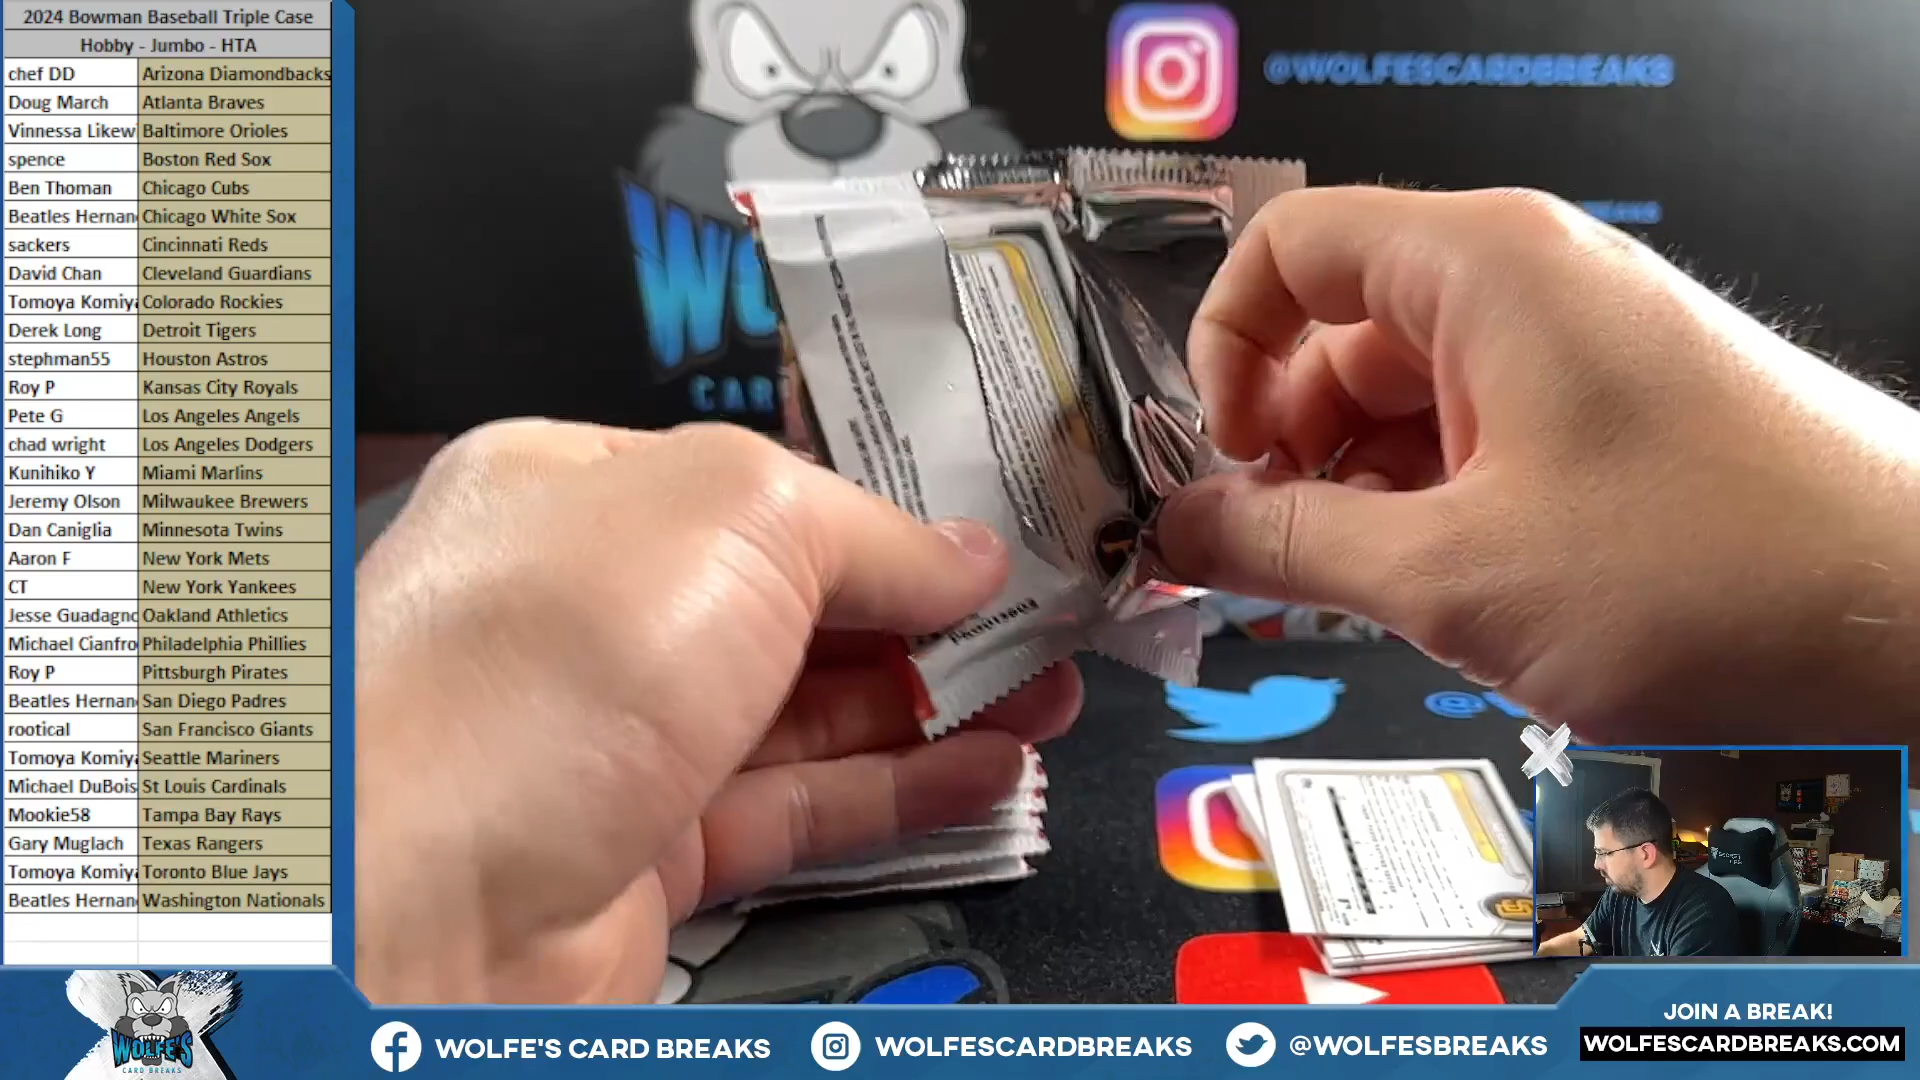 2024 Bowman Baseball Triple Case
Hobby - Jumbo - HTA
chef DD Arizona Diamondbacks
Doug March Atlanta Braves
Vinnessa Likew Baltimore Orioles
spence Boston Red Sox
Ben Thoman Chicago Cubs
Beatles Hernan Chicago White Sox
sackers Cincinnati Reds
David Chan Cleveland Guardians
Tomoya Komiya Colorado Rockies
Derek Long Detroit Tigers
stephman55 Houston Astros
Roy P Kansas City Royals
Pete G Los Angeles Angels
chad wright Los Angeles Dodgers
Kunihiko Y Miami Marlins
Jeremy Olson Milwaukee Brewers
Dan Caniglia Minnesota Twins
Aaron F New York Mets
CT New York Yankees
Jesse Guadagno Oakland Athletics
Michael Cianfro Philadelphia Phillies
Roy P Pittsburgh Pirates
Beatles Hernan San Diego Padres
rootical San Francisco Giants
Tomoya Komiya Seattle Mariners
Michael DuBois St Louis Cardinals
Mookie58 Tampa Bay Rays
Gary Muglach Texas Rangers
Tomoya Komiya Toronto Blue Jays
Beatles Hernan Washington Nationals
@WOLFESCARDBREAKS
WOLFE'S
CARD BREAKS
WOLFE'S CARD BREAKS
WOLFESCARDBREAKS
@WOLFESBREAKS
JOIN A BREAK!
WOLFESCARDBREAKS.COM